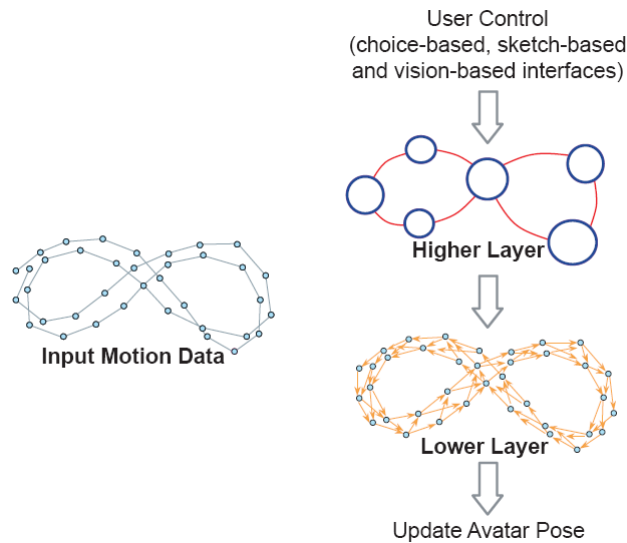 User Control
(choice-based, sketch-based
and vision-based interfaces)
Higher Layer
Input Motion Data
Lower Layer
Update Avatar Pose